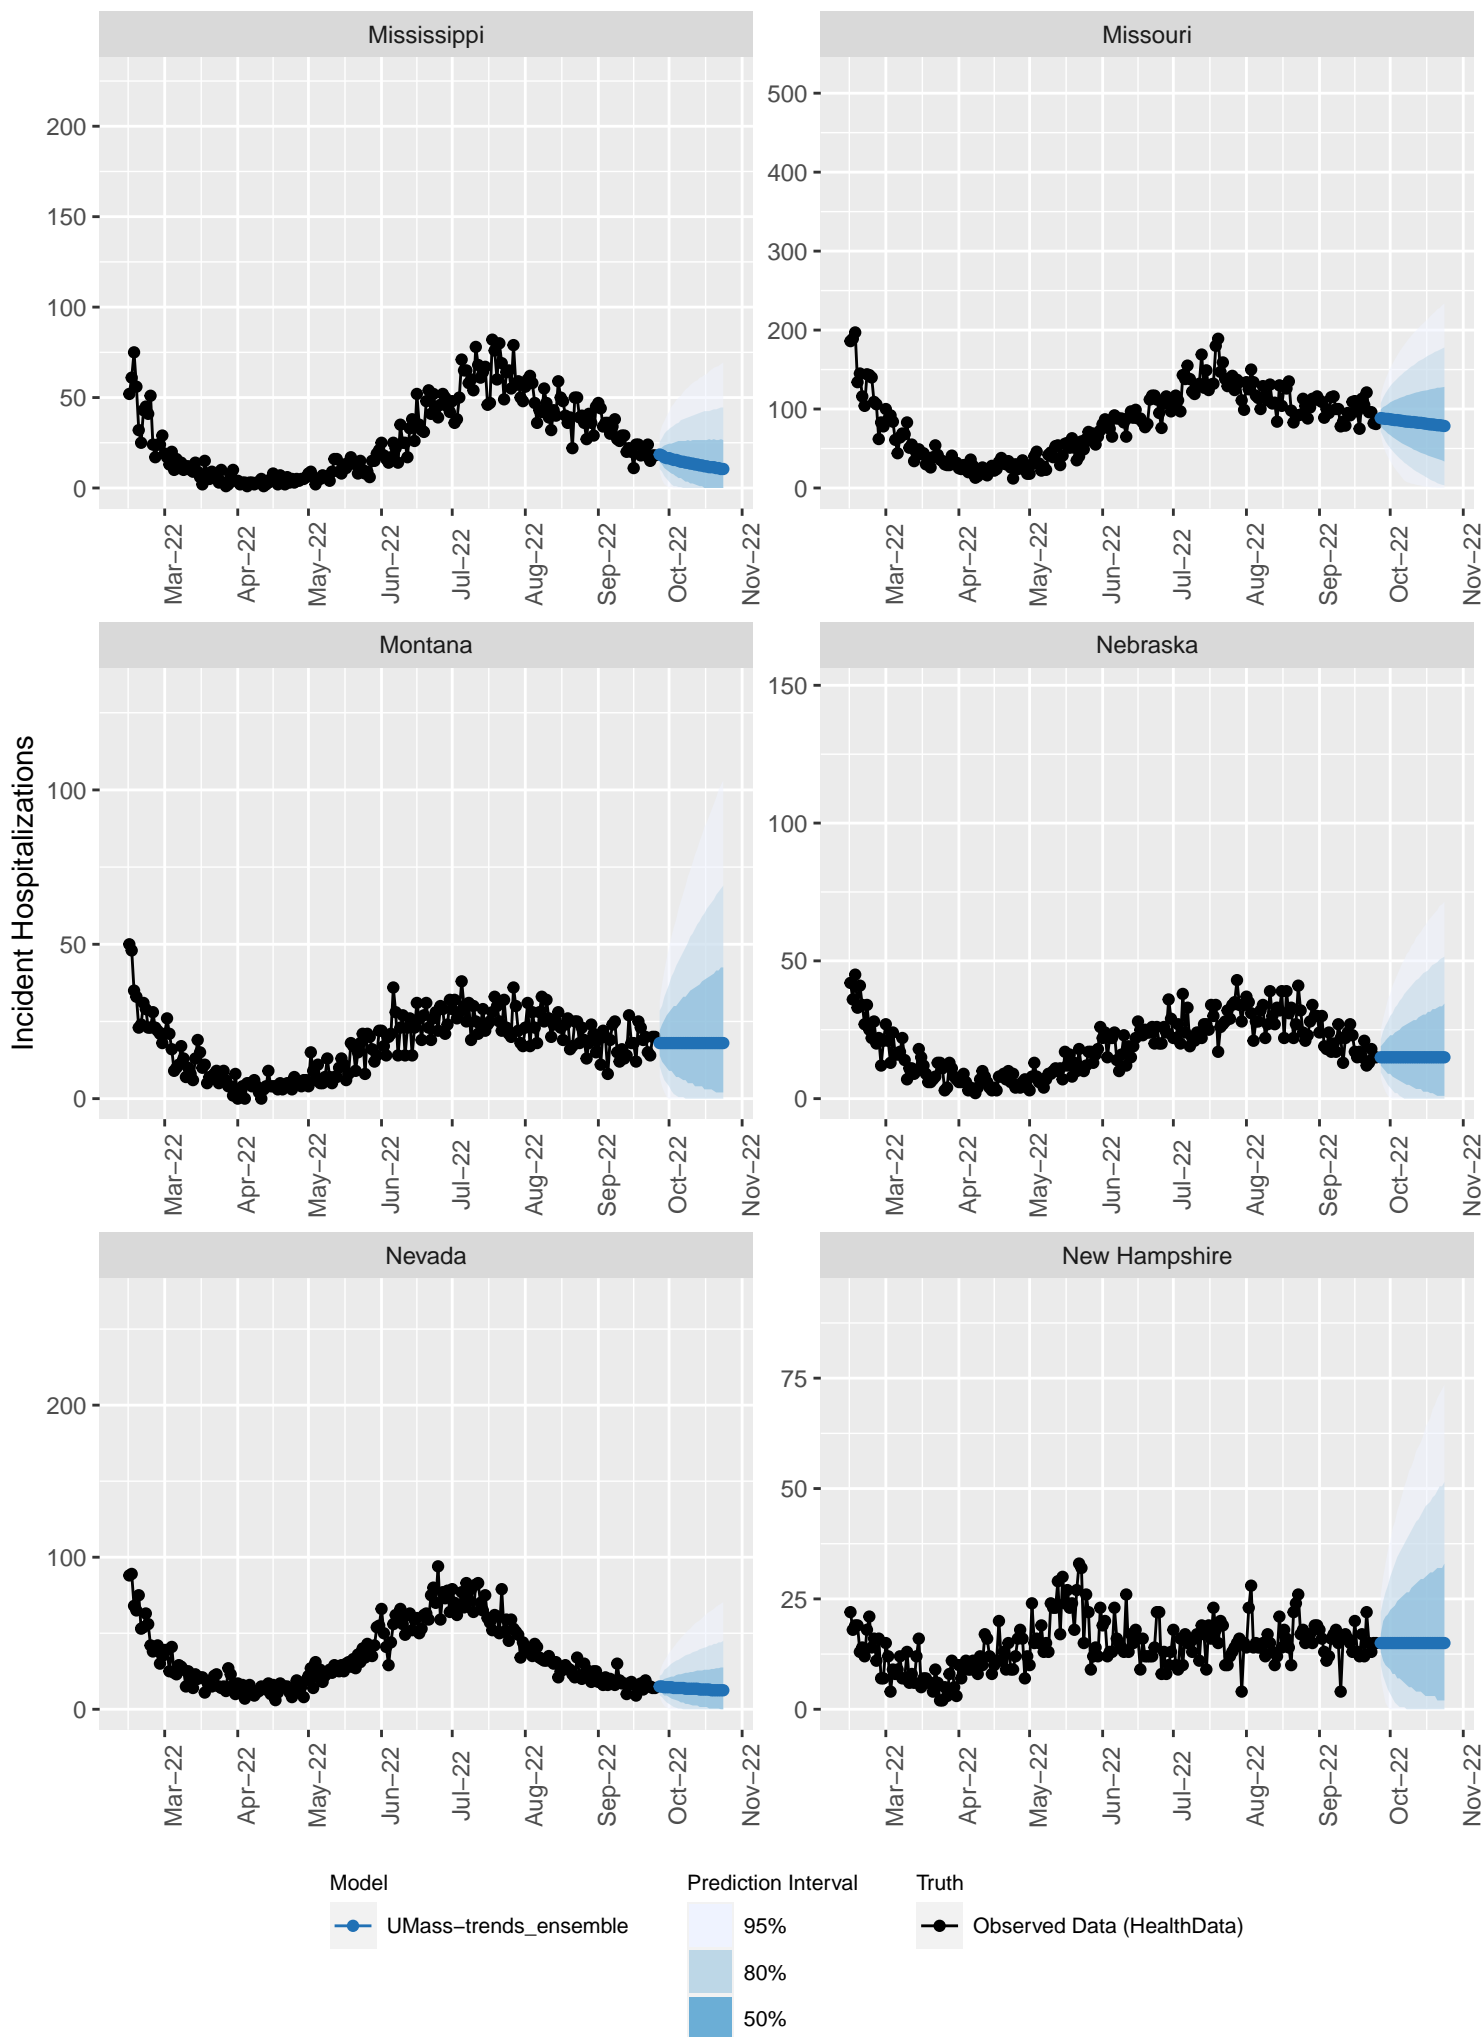 Mississippi
Missouri
200
150
100
50
0
500
400
300
200
100
0
Mar−22
Apr−22
May−22
Jun−22
Jul−22
Aug−22
Sep−22
Oct−22
Nov−22
Mar−22
Apr−22
May−22
Jun−22
Jul−22
Aug−22
Sep−22
Oct−22
Nov−22
Montana
Nebraska
Incident Hospitalizations
100
50
0
150
100
50
0
Mar−22
Apr−22
May−22
Jun−22
Jul−22
Aug−22
Sep−22
Oct−22
Nov−22
Mar−22
Apr−22
May−22
Jun−22
Jul−22
Aug−22
Sep−22
Oct−22
Nov−22
Nevada
New Hampshire
200
100
0
75
50
25
0
Mar−22
Apr−22
May−22
Jun−22
Jul−22
Aug−22
Sep−22
Oct−22
Nov−22
Mar−22
Apr−22
May−22
Jun−22
Jul−22
Aug−22
Sep−22
Oct−22
Nov−22
Model
UMass−trends_ensemble
Prediction Interval
95%
80%
50%
Truth
Observed Data (HealthData)